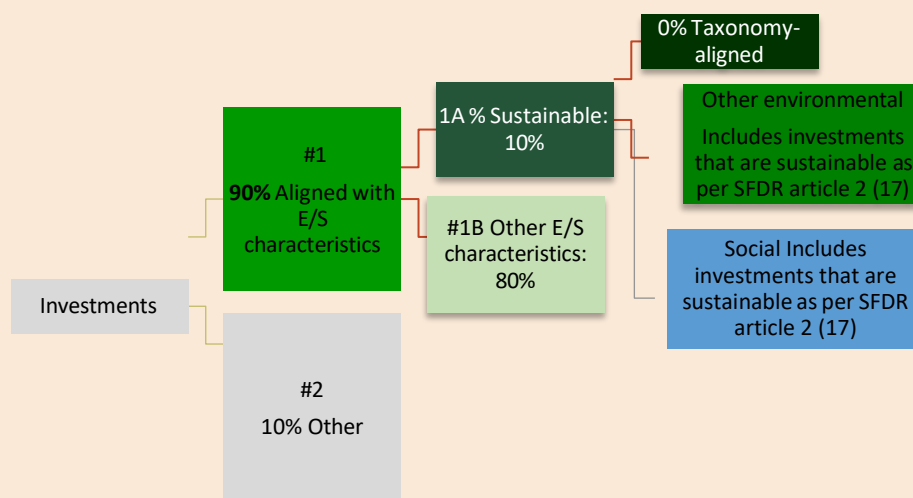 Investments
#1
90% Aligned with
E/S
characteristics
#2
10% Other
1A % Sustainable:
10%
#1B Other E/S
characteristics:
80%
0% Taxonomy-
aligned
Other environmental
Includes investments
that are sustainable as
per SFDR article 2 (17)
Social Includes
investments that are
sustainable as per SFDR
article 2 (17)